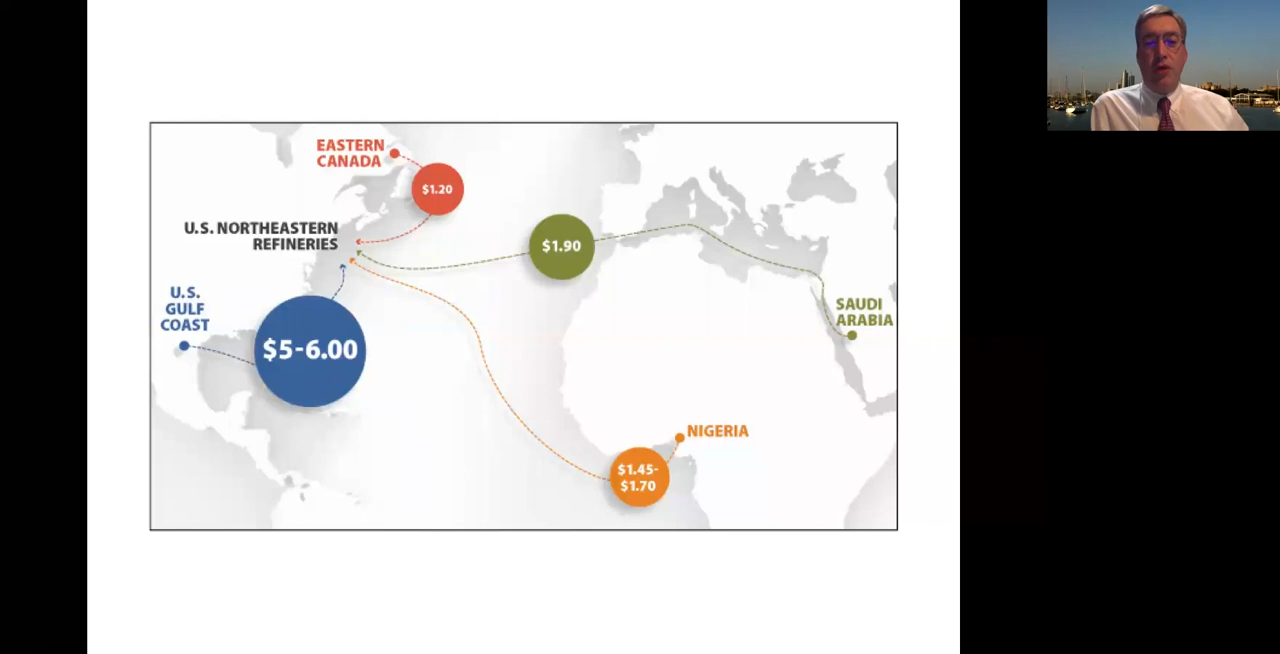 EASTERN
CANADA
$1.20
U.S. NORTHEASTERN
REFINERIES
$1.90
U.S.
GULF
COAST
$5-6.00
SAUDI
ARABIA
NIGERIA
$1.45-
$1.70